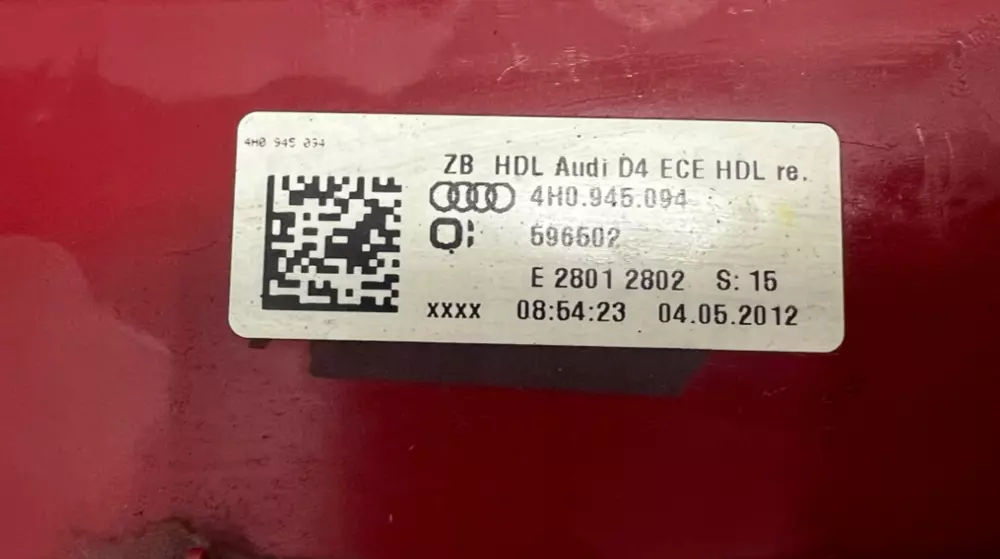 4H0 945 094
ZB HDL Audi D4 ECE HDL re.
4H0.945.094
596502
E 2801 2802 S: 15
xxxx 08:54:23 04.05.2012